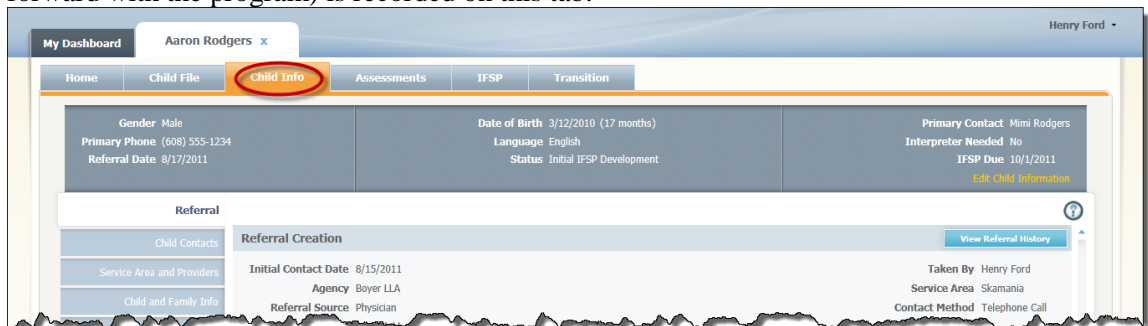 forward with the program) is recorded on this tab.
Henry Ford
My Dashboard Aaron Rodgers x
Home Child File Child Info Assessments IFSP Transition
Gender Male Date of Birth 3/12/2010 (17 months) Primary Contact Mimi Rodgers
Primary Phone (608) 555-1234 Language English Interpreter Needed No
Referral Date 8/17/2011 Status Initial IFSP Development IFSP Due 10/1/2011
Edit Child Information
Referral ?
Child Contacts Referral Creation View Referral History
Service Area and Providers Initial Contact Date 8/15/2011 Taken By Henry Ford
Agency Boyer LLA Service Area Skamania
Child and Family Info Referral Source Physician Contact Method Telephone Call